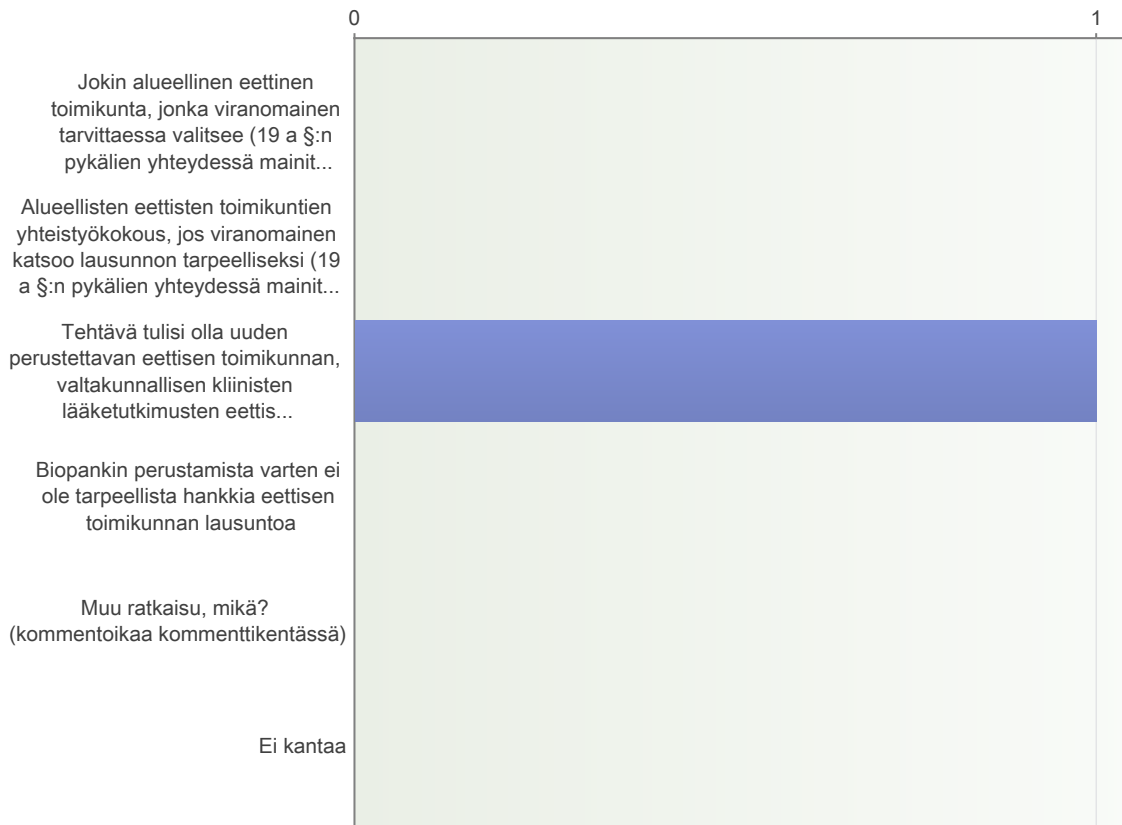 0
1
Jokin alueellinen eettinen
toimikunta, jonka viranomainen
tarvittaessa valitsee (19 a §:n
pykälien yhteydessä mainit...
Alueellisten eettisten toimikuntien
yhteistyökokous, jos viranomainen
katsoo lausunnon tarpeelliseksi (19
a §:n pykälien yhteydessä mainit...
Tehtävä tulisi olla uuden
perustettavan eettisen toimikunnan,
valtakunnallisen kliinisten
lääketutkimusten eettis...
Biopankin perustamista varten ei
ole tarpeellista hankkia eettisen
toimikunnan lausuntoa
Muu ratkaisu, mikä?
(kommentoikaa kommenttikentässä)
Ei kantaa